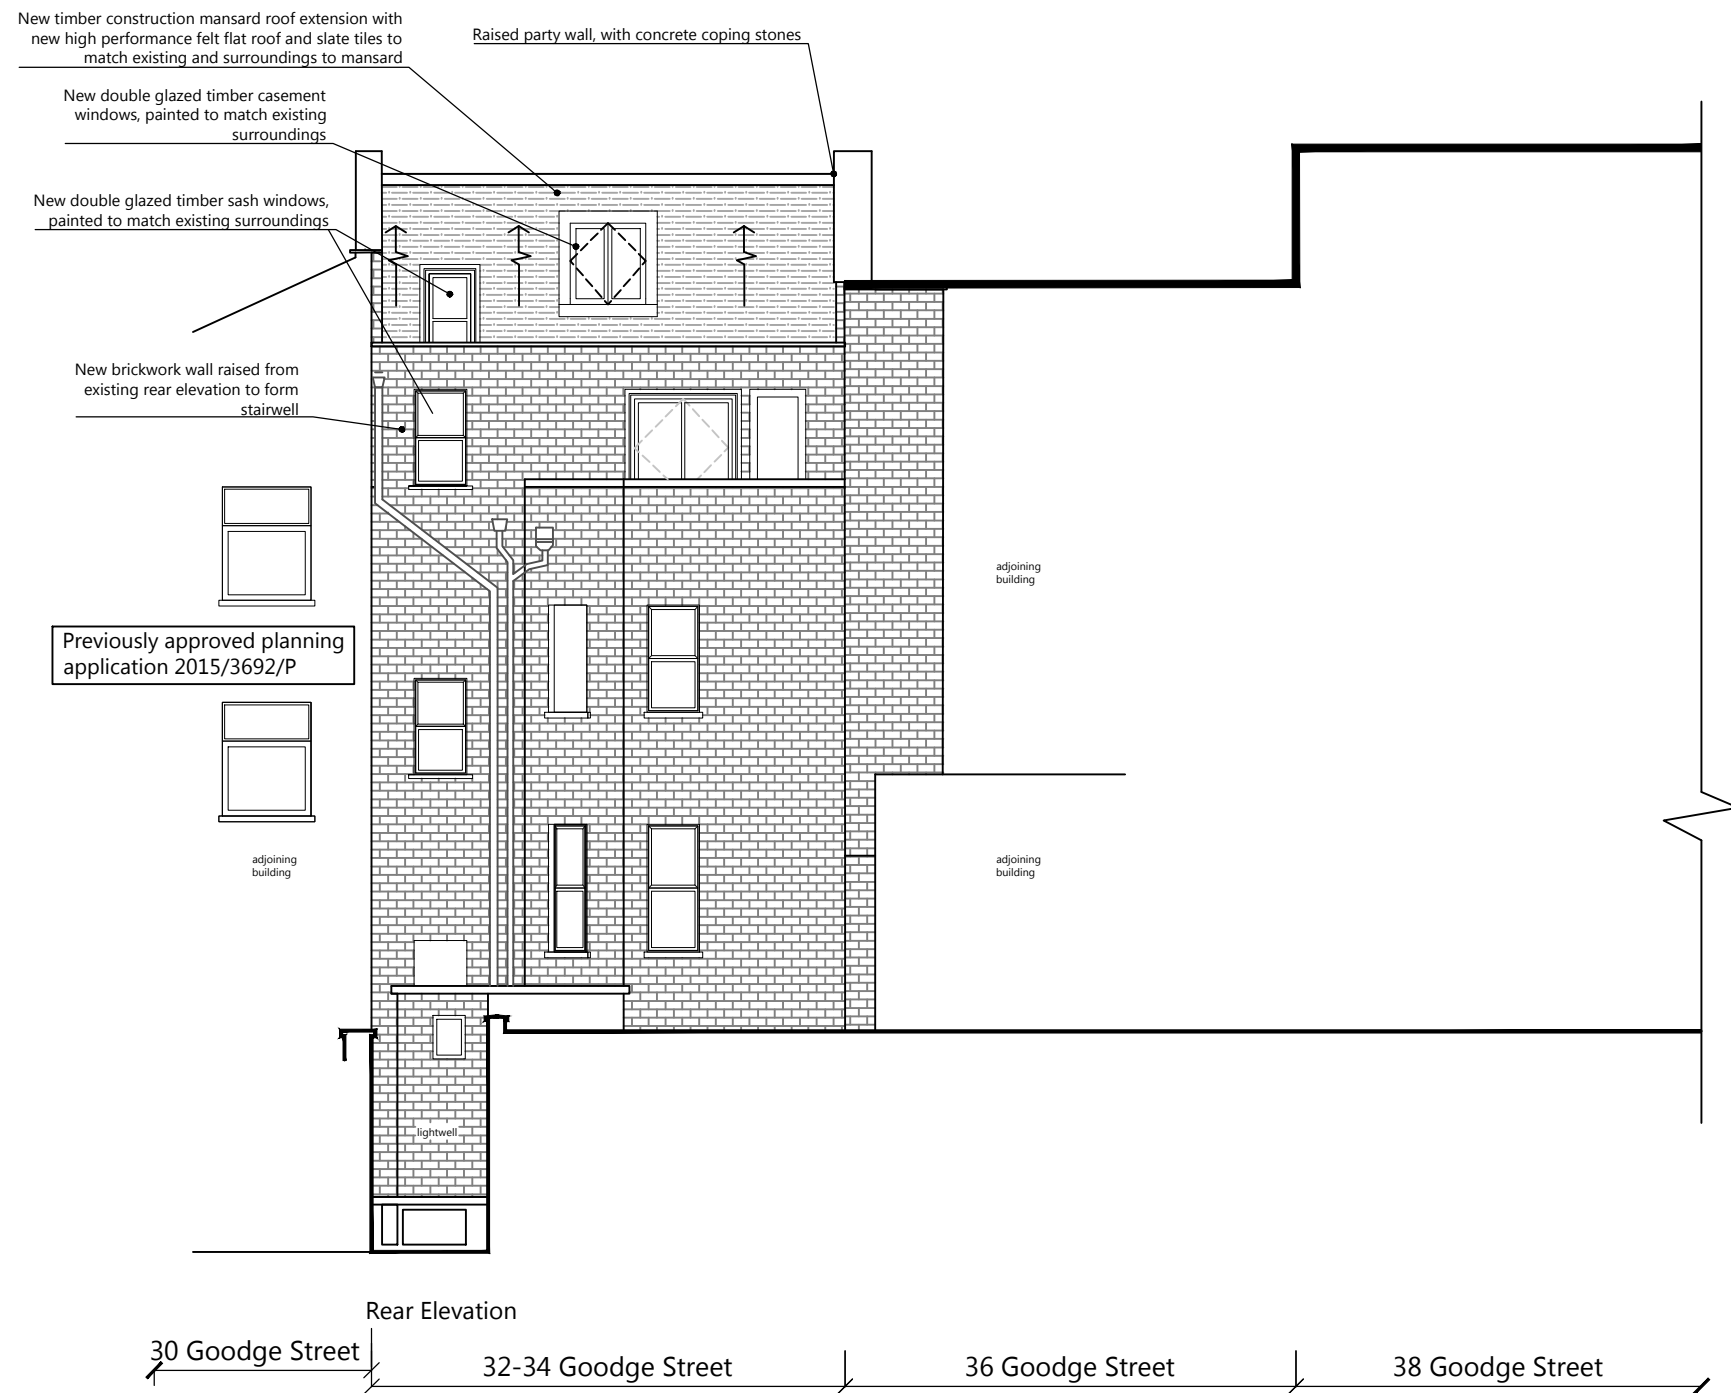 New timber construction mansard roof extension with
new high performance felt flat roof and slate tiles to
match existing and surroundings to mansard
Raised party wall, with concrete coping stones
New double glazed timber casement
windows, painted to match existing
surroundings
New double glazed timber sash windows,
painted to match existing surroundings
New brickwork wall raised from
existing rear elevation to form
stairwell
adjoining
building
Previously approved planning
application 2015/3692/P
adjoining
building
adjoining
building
lightwell
Rear Elevation
30 Goodge Street
32-34 Goodge Street
36 Goodge Street
38 Goodge Street